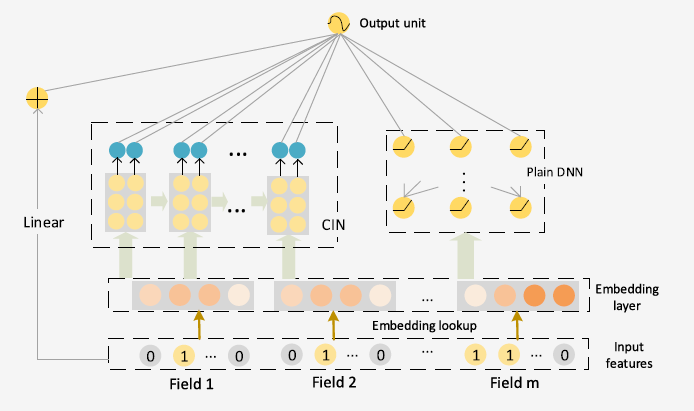 Output unit
...
Plain DNN
...
Linear
CIN
...
Embedding
layer
Embedding lookup
0 1 ... 0
0 1 ... 0
...
1 1 ... 0
Input
features
Field 1
Field 2
Field m